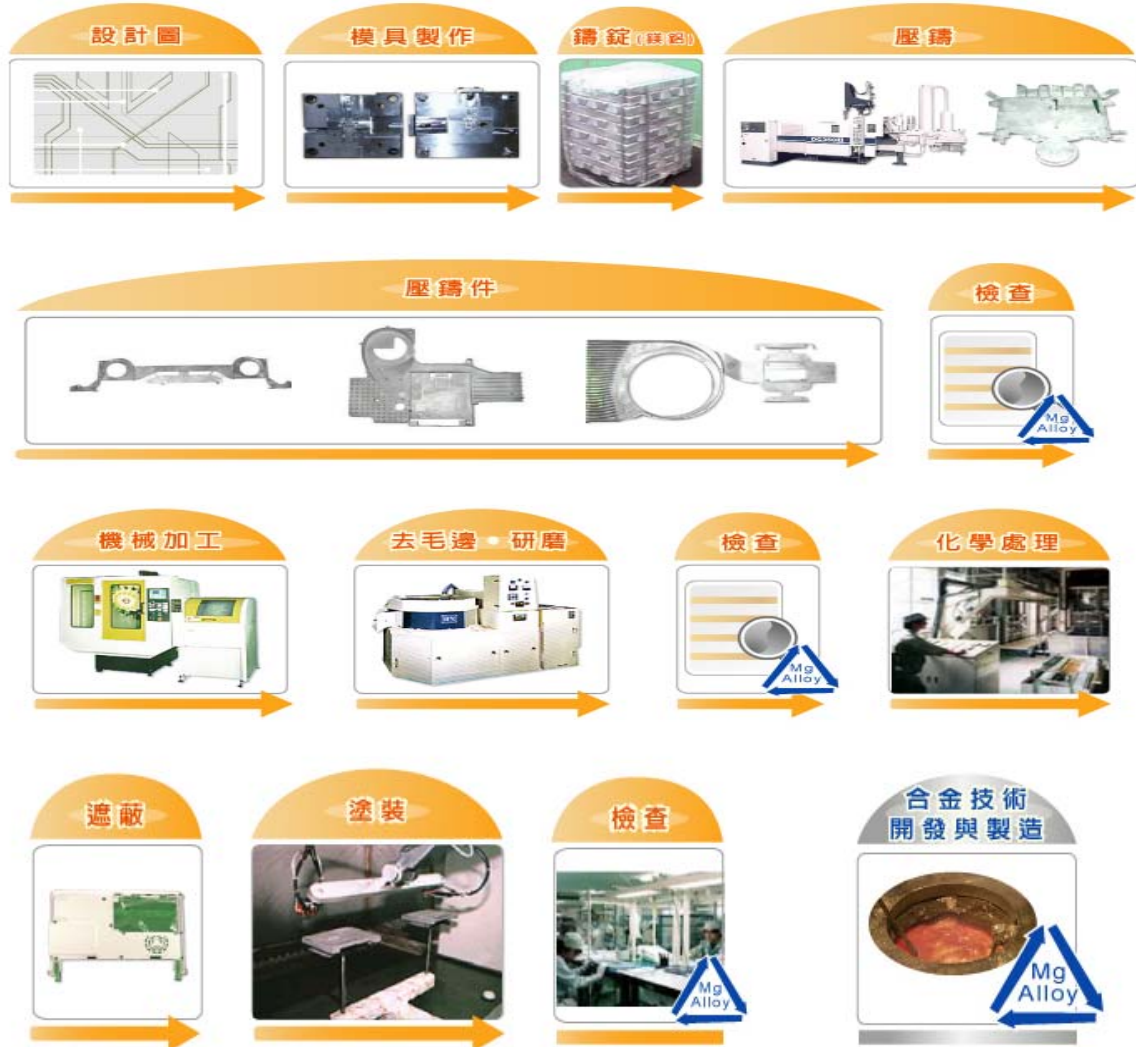 設計圖
模具製作
鑄錠(鎂鋁)
壓鑄
壓鑄件
檢查
Mg
Alloy
機械加工
去毛邊•研磨
檢查
化學處理
Mg
Alloy
遮蔽
塗裝
檢查
合金技術
開發與製造
Mg
Alloy
Mg
Alloy